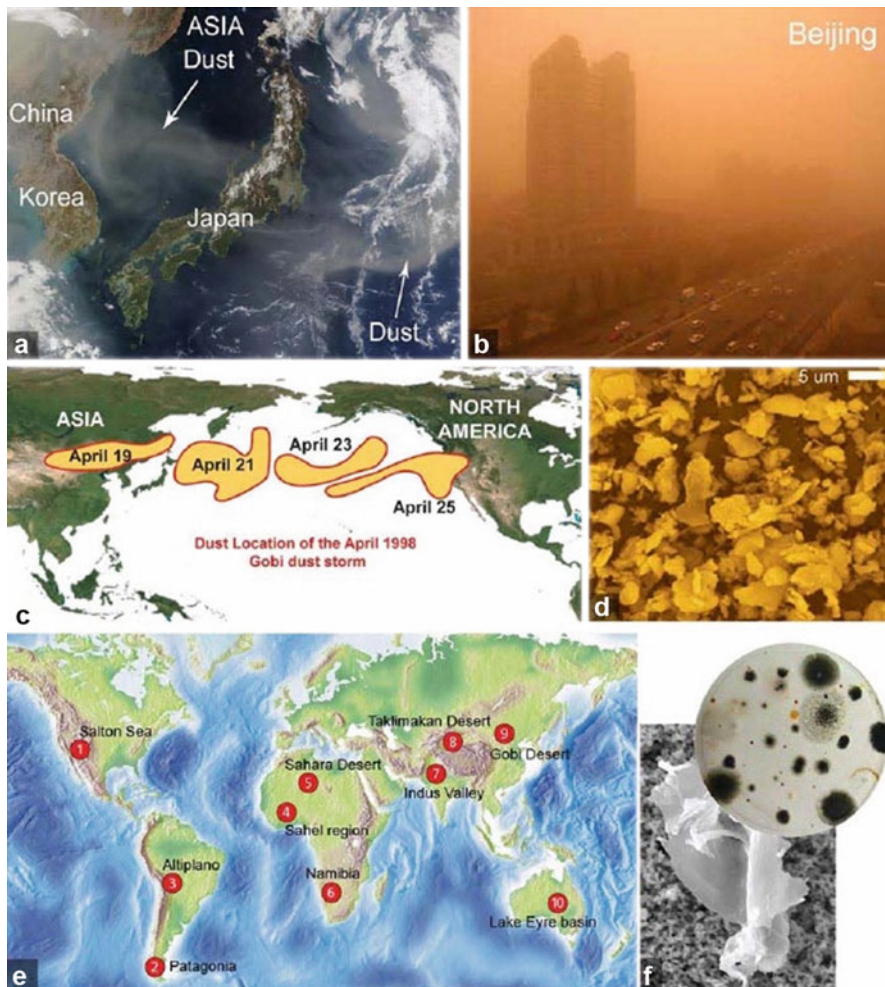 ASIA
Dust
China
Korea
Japan
Dust
a
Beijing
b
ASIA
NORTH
AMERICA
April 19
April 21
April 23
April 25
Dust Location of the April 1998
Gobi dust storm
c
5 um
d
Salton Sea
1
Taklimakan Desert
8
9
Gobi Desert
Sahara Desert
5
7
Indus Valley
4
Sahel region
Altiplano
3
Namibia
6
10
Lake Eyre basin
2
Patagonia
e
f